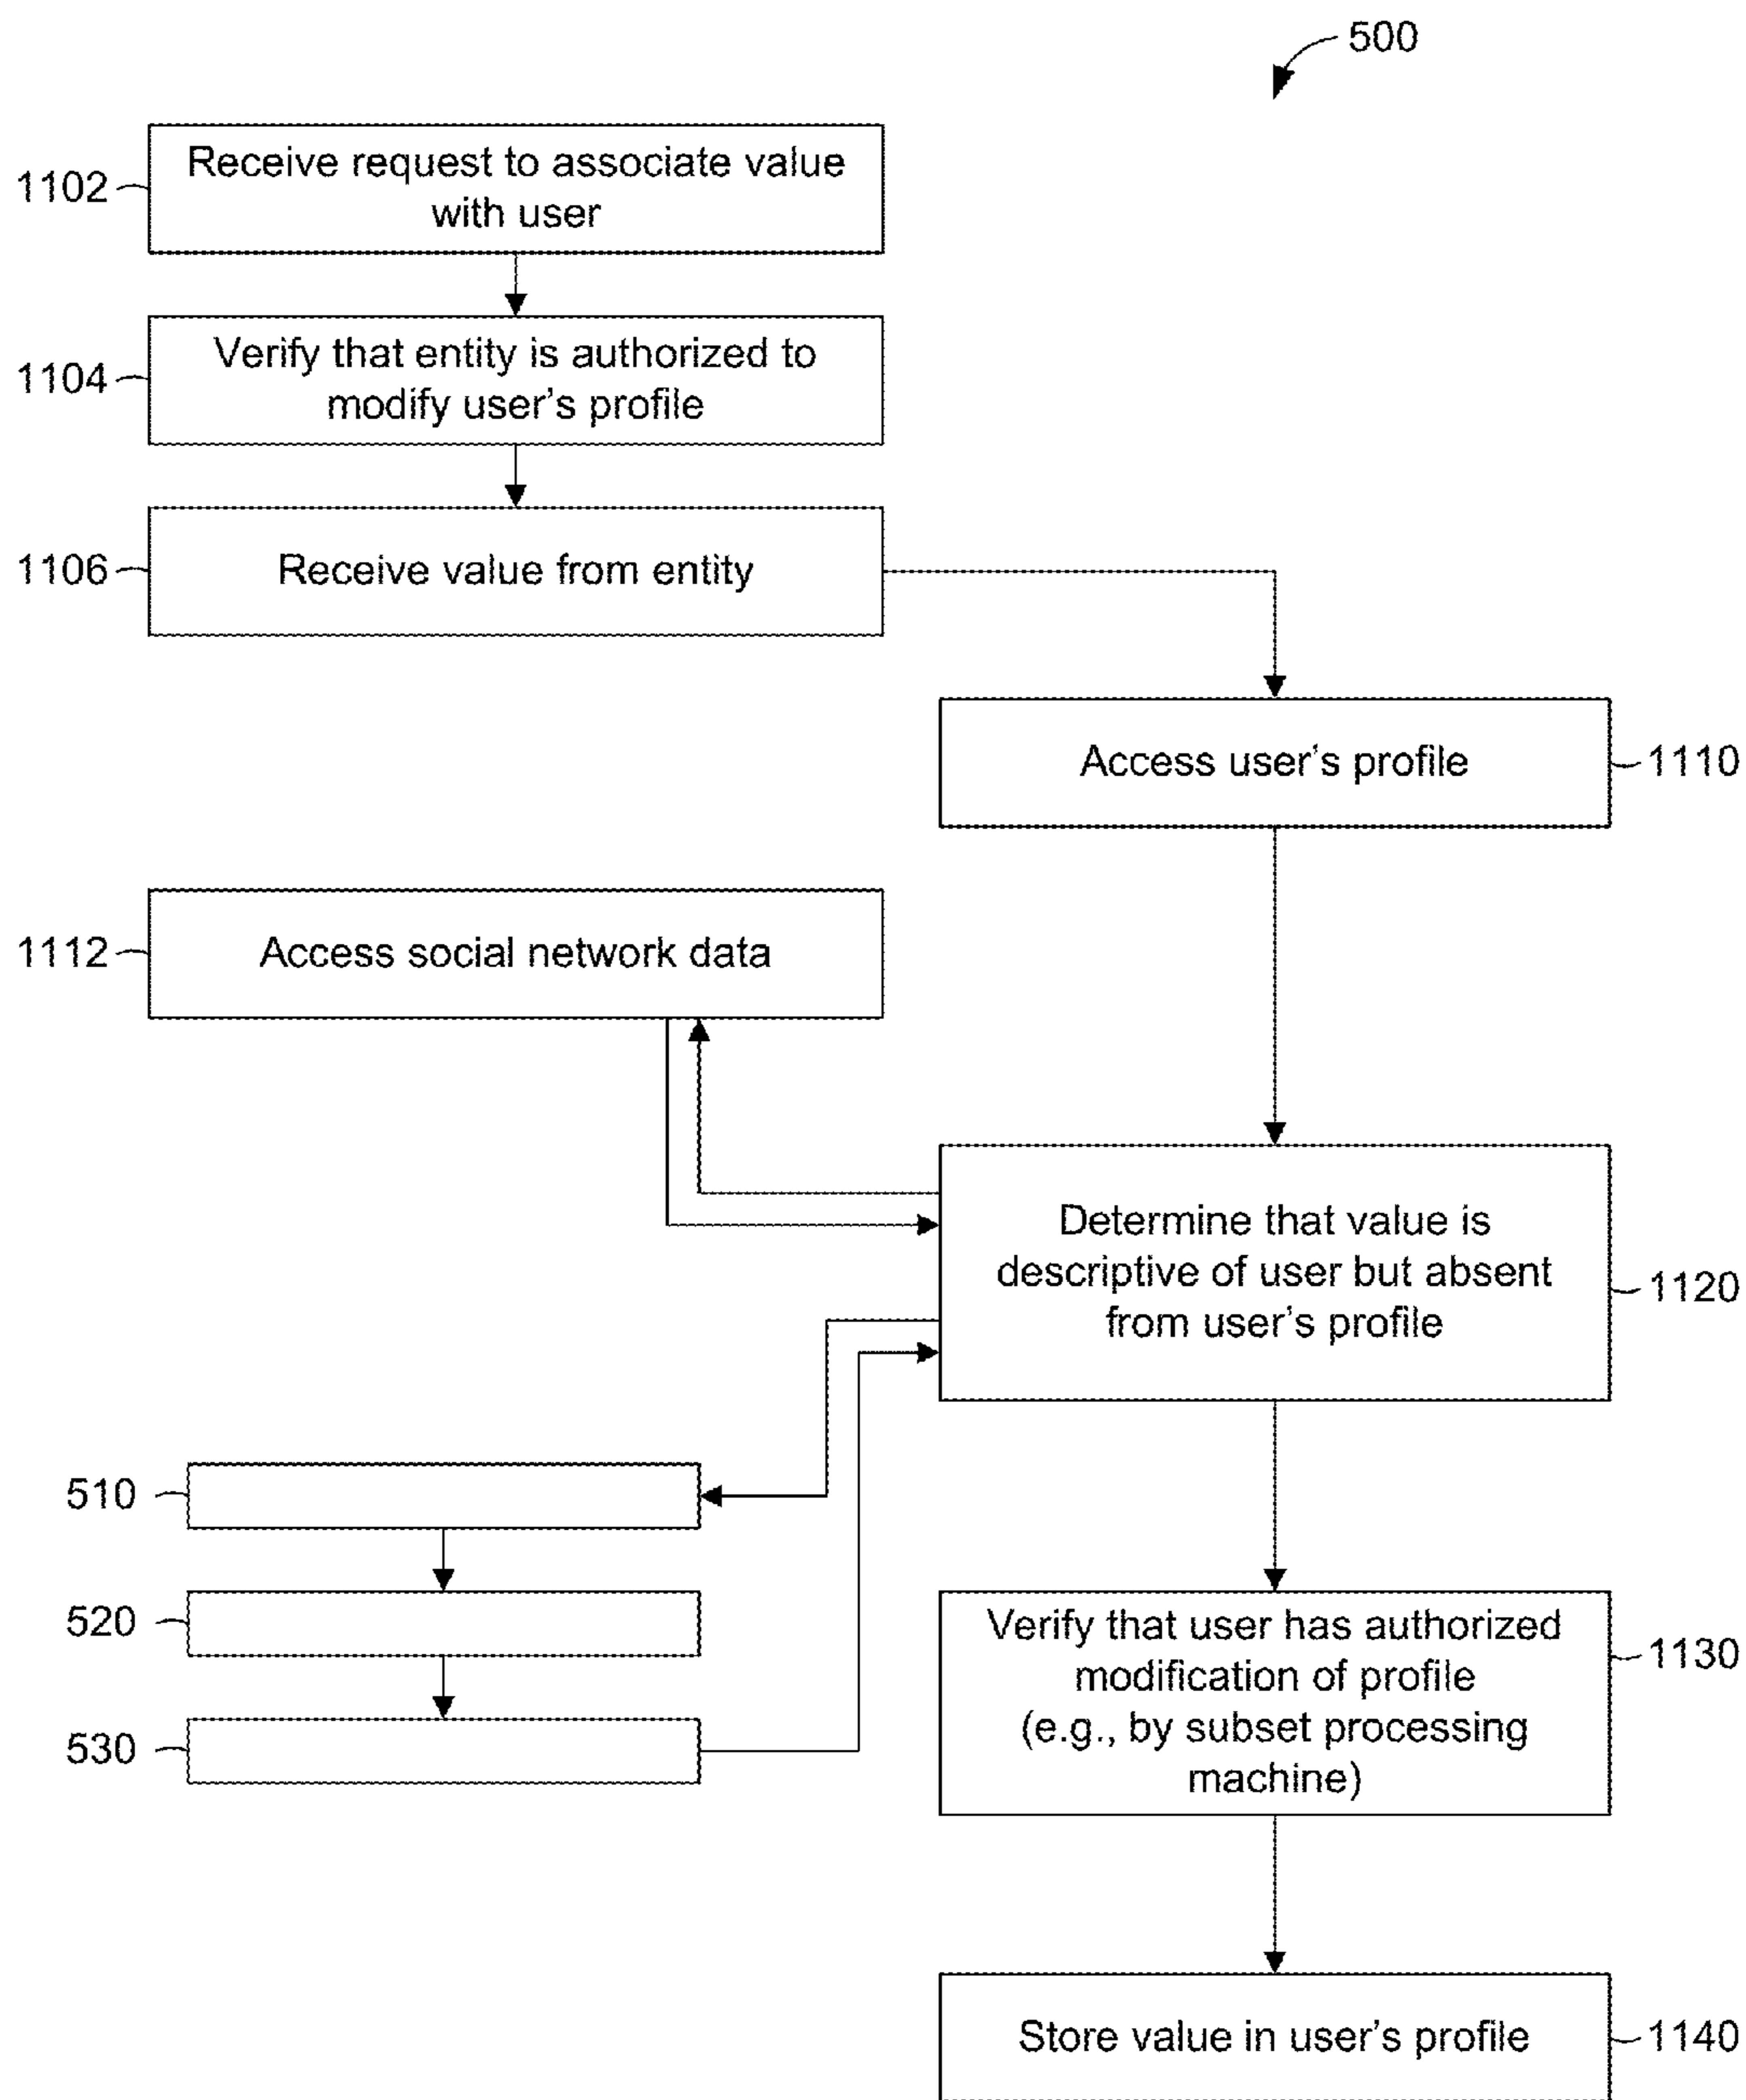 500
1102
Receive request to associate value
with user
1104
Verify that entity is authorized to
modify user's profile
1106
Receive value from entity
Access user's profile
1110
1112
Access social network data
Determine that value is
descriptive of user but absent
from user's profile
1120
510
520
530
Verify that user has authorized
modification of profile
(e.g., by subset processing
machine)
1130
Store value in user's profile
1140